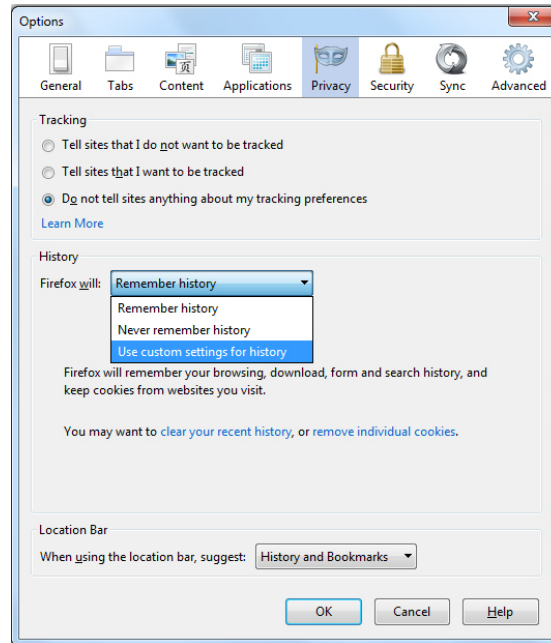 Options
General Tabs Content Applications Privacy Security Sync Advanced
Tracking
Tell sites that I do not want to be tracked
Tell sites that I want to be tracked
Do not tell sites anything about my tracking preferences
Learn More
History
Firefox will: Remember history
Remember history
Never remember history
Use custom settings for history
Firefox will remember your browsing, download, form and search history, and
keep cookies from websites you visit.
You may want to clear your recent history, or remove individual cookies.
Location Bar
When using the location bar, suggest: History and Bookmarks
OK Cancel Help